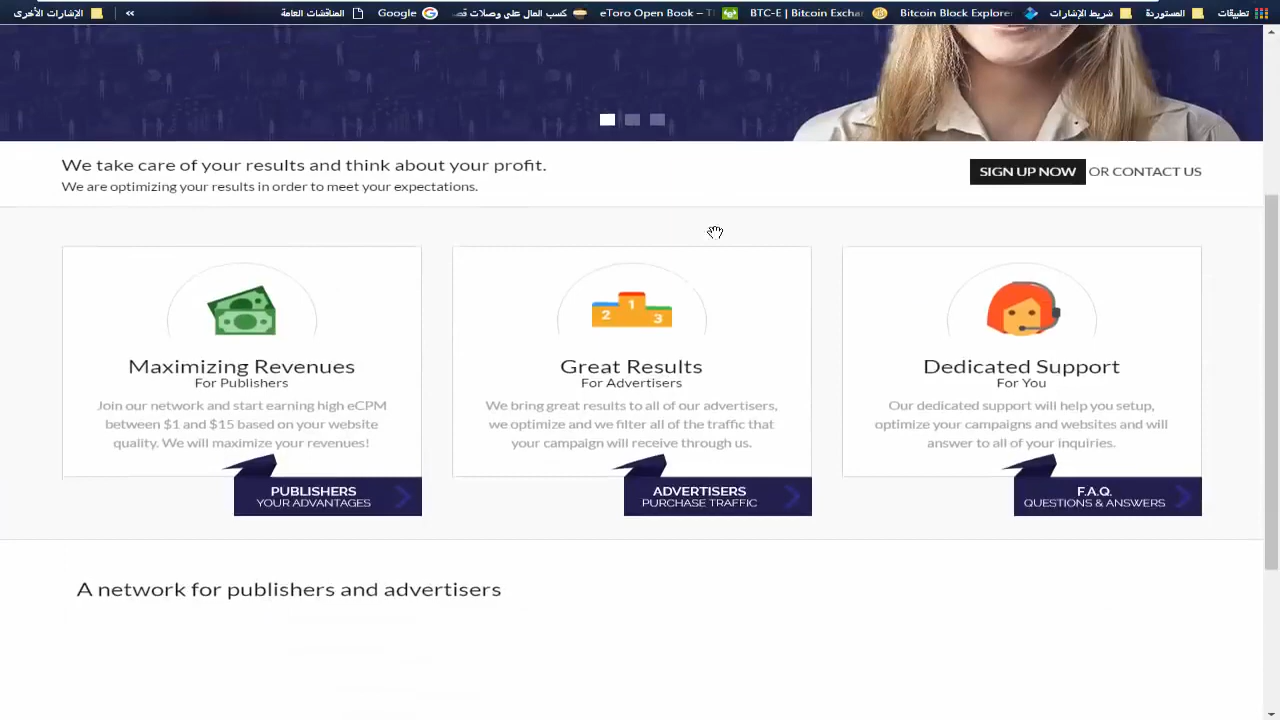 الإشارات الأخرى
«
المناقشات العامة
Google
كسب المال على وصلات قص
eToro Open Book – T
BTC-E | Bitcoin Excha
Bitcoin Block Explorer
شريط الإشارات
المستوردة
تطبيقات
We take care of your results and think about your profit.
We are optimizing your results in order to meet your expectations.
SIGN UP NOW OR CONTACT US
2 1 3
Maximizing Revenues
For Publishers
Join our network and start earning high eCPM
between $1 and $15 based on your website
quality. We will maximize your revenues!
PUBLISHERS
YOUR ADVANTAGES
Great Results
For Advertisers
We bring great results to all of our advertisers,
we optimize and we filter all of the traffic that
your campaign will receive through us.
ADVERTISERS
PURCHASE TRAFFIC
Dedicated Support
For You
Our dedicated support will help you setup,
optimize your campaigns and websites and will
answer to all of your inquiries.
F.A.Q.
QUESTIONS & ANSWERS
A network for publishers and advertisers